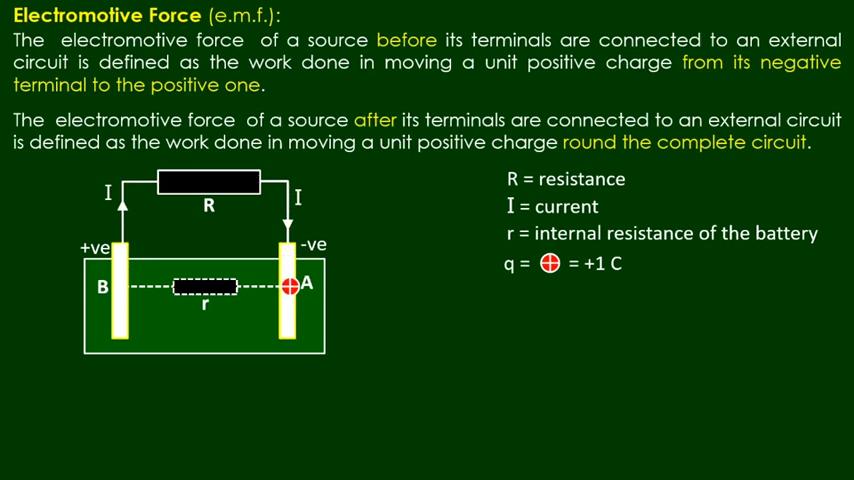 Electromotive Force (e.m.f.):
The electromotive force of a source before its terminals are connected to an external
circuit is defined as the work done in moving a unit positive charge from its negative
terminal to the positive one.
The electromotive force of a source after its terminals are connected to an external circuit
is defined as the work done in moving a unit positive charge round the complete circuit.
I
R
I
+ve
-ve
B
r
A
R = resistance
I = current
r = internal resistance of the battery
q = ⊕ = +1 C